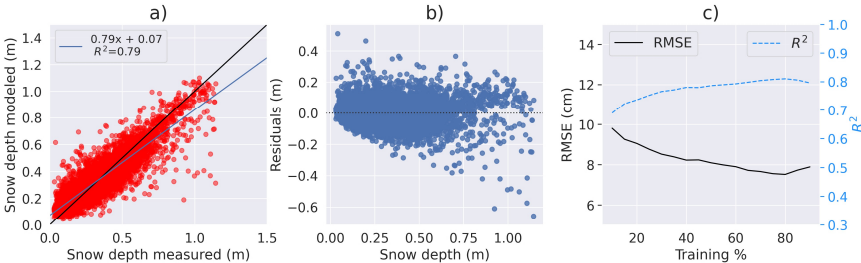 a)
Snow depth modeled (m)
1.4
1.2
1.0
0.8
0.6
0.4
0.2
0.0
0.79x + 0.07
R²=0.79
0.0 0.5 1.0 1.5
Snow depth measured (m)
b)
Residuals (m)
0.4
0.2
0.0
−0.2
−0.4
−0.6
0.00 0.25 0.50 0.75 1.00
Snow depth (m)
c)
RMSE (cm)
14
12
10
8
6
RMSE
R²
20 40 60 80
Training %
1.0
0.9
0.8
0.7
0.6
0.5
0.4
0.3
R²